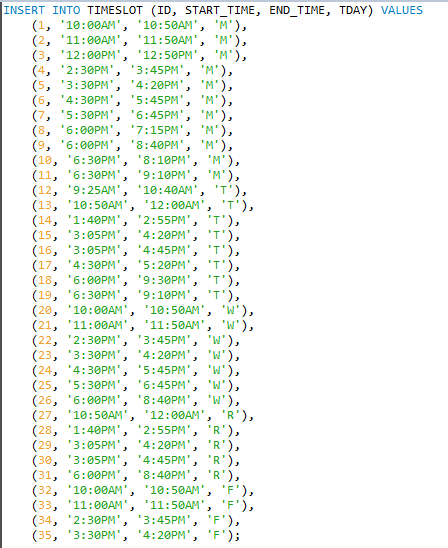 INSERT INTO TIMESLOT (ID, START_TIME, END_TIME, TDAY) VALUES
(1, '10:00AM', '10:50AM', 'M'),
(2, '11:00AM', '11:50AM', 'M'),
(3, '12:00PM', '12:50PM', 'M'),
(4, '2:30PM', '3:45PM', 'M'),
(5, '3:30PM', '4:20PM', 'M'),
(6, '4:30PM', '5:45PM', 'M'),
(7, '5:30PM', '6:45PM', 'M'),
(8, '6:00PM', '7:15PM', 'M'),
(9, '6:00PM', '8:40PM', 'M'),
(10, '6:30PM', '8:10PM', 'M'),
(11, '6:30PM', '9:10PM', 'M'),
(12, '9:25AM', '10:40AM', 'T'),
(13, '10:50AM', '12:00AM', 'T'),
(14, '1:40PM', '2:55PM', 'T'),
(15, '3:05PM', '4:20PM', 'T'),
(16, '3:05PM', '4:45PM', 'T'),
(17, '4:30PM', '5:20PM', 'T'),
(18, '6:00PM', '9:30PM', 'T'),
(19, '6:30PM', '9:10PM', 'T'),
(20, '10:00AM', '10:50AM', 'W'),
(21, '11:00AM', '11:50AM', 'W'),
(22, '2:30PM', '3:45PM', 'W'),
(23, '3:30PM', '4:20PM', 'W'),
(24, '4:30PM', '5:45PM', 'W'),
(25, '5:30PM', '6:45PM', 'W'),
(26, '6:00PM', '8:40PM', 'W'),
(27, '10:50AM', '12:00AM', 'R'),
(28, '1:40PM', '2:55PM', 'R'),
(29, '3:05PM', '4:20PM', 'R'),
(30, '3:05PM', '4:45PM', 'R'),
(31, '6:00PM', '8:40PM', 'R'),
(32, '10:00AM', '10:50AM', 'F'),
(33, '11:00AM', '11:50AM', 'F'),
(34, '2:30PM', '3:45PM', 'F'),
(35, '3:30PM', '4:20PM', 'F');